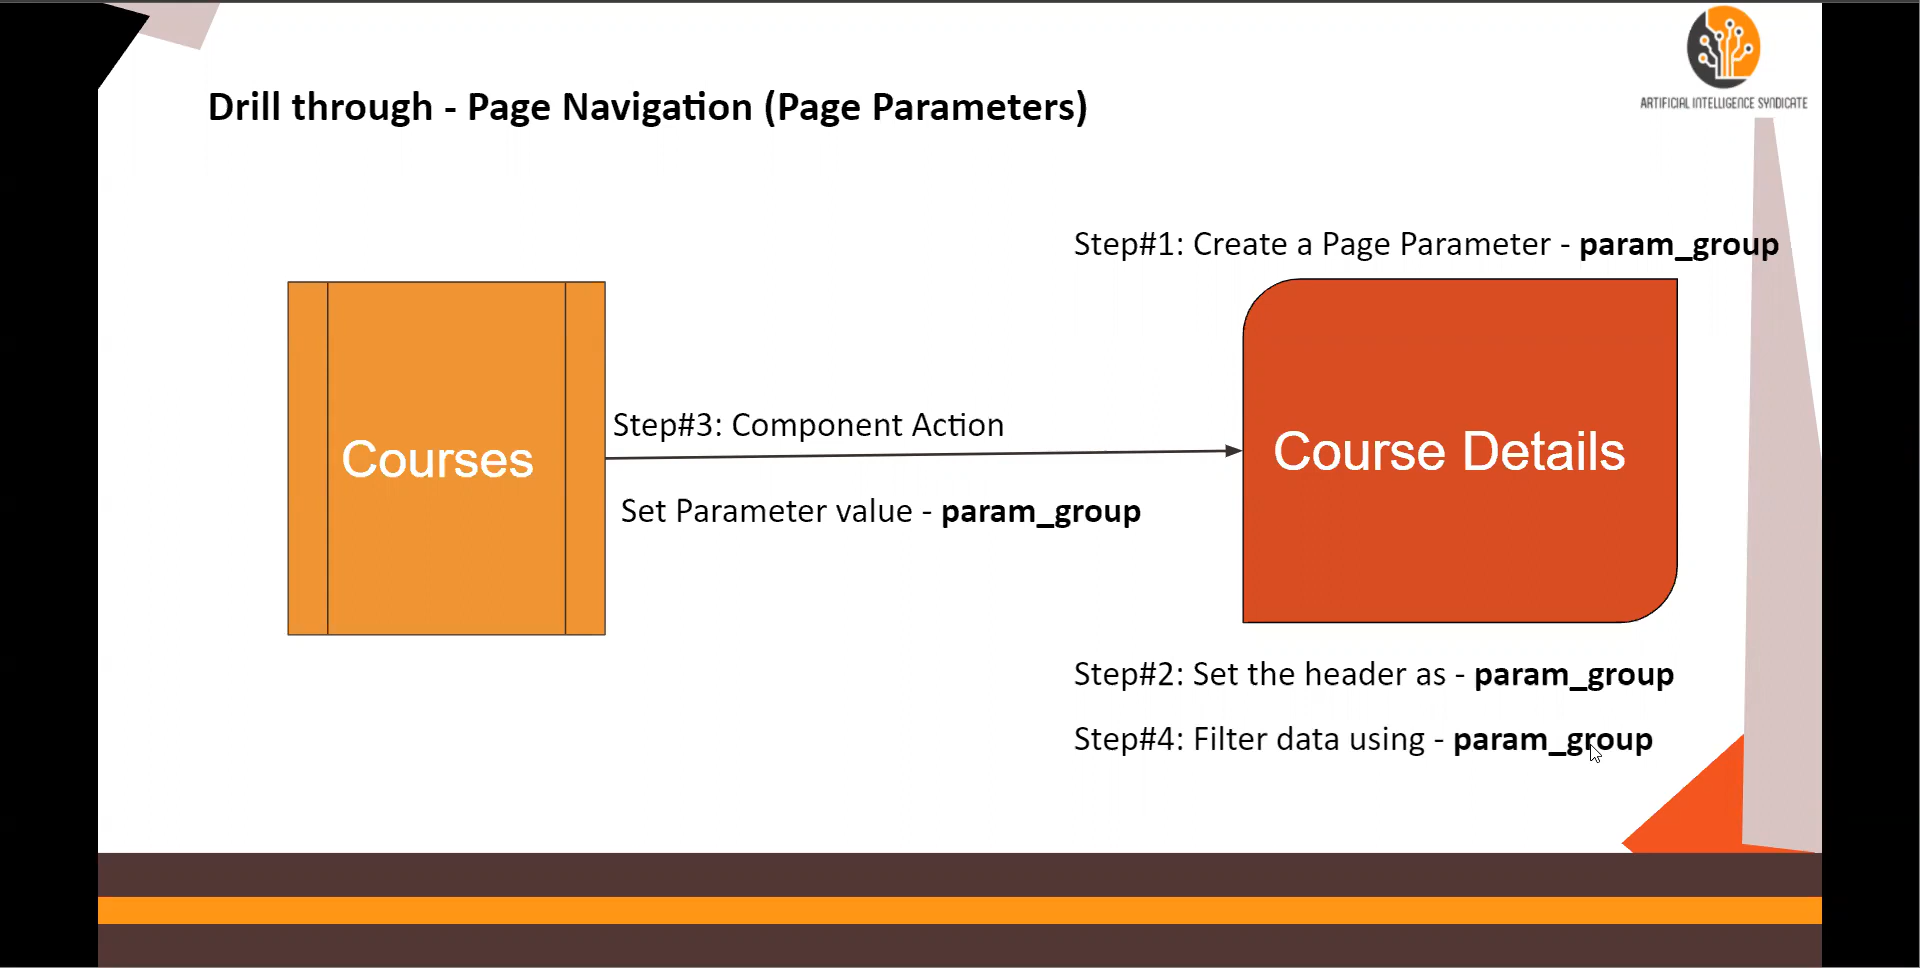 ARTIFICIAL INTELLIGENCE SYNDICATE
Drill through - Page Navigation (Page Parameters)
Step#1: Create a Page Parameter - param_group
Courses
Step#3: Component Action
Set Parameter value - param_group
Course Details
Step#2: Set the header as - param_group
Step#4: Filter data using - param_group